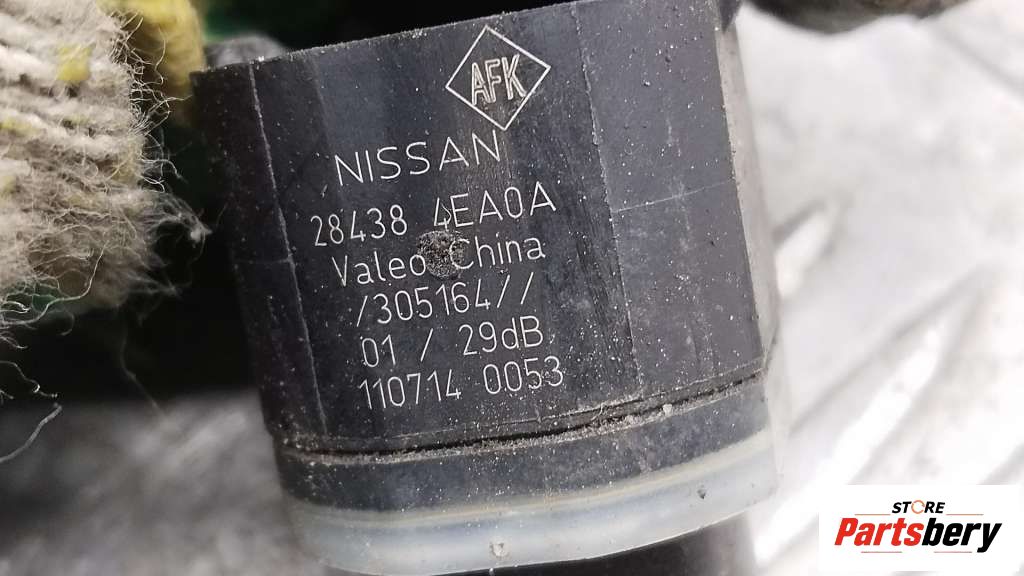 AFK
NISSAN
28438 4EA0A
Valeo China
/305164//
01 / 29dB
110714 0053
STORE
Partsbery